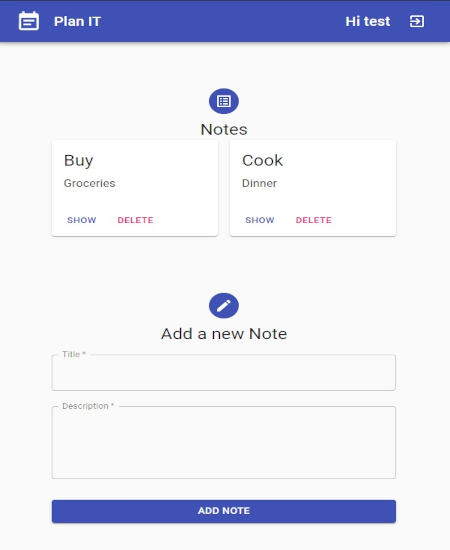 Plan IT
Hi test
Notes
Buy
Groceries
SHOW DELETE
Cook
Dinner
SHOW DELETE
Add a new Note
Title *
Description *
ADD NOTE